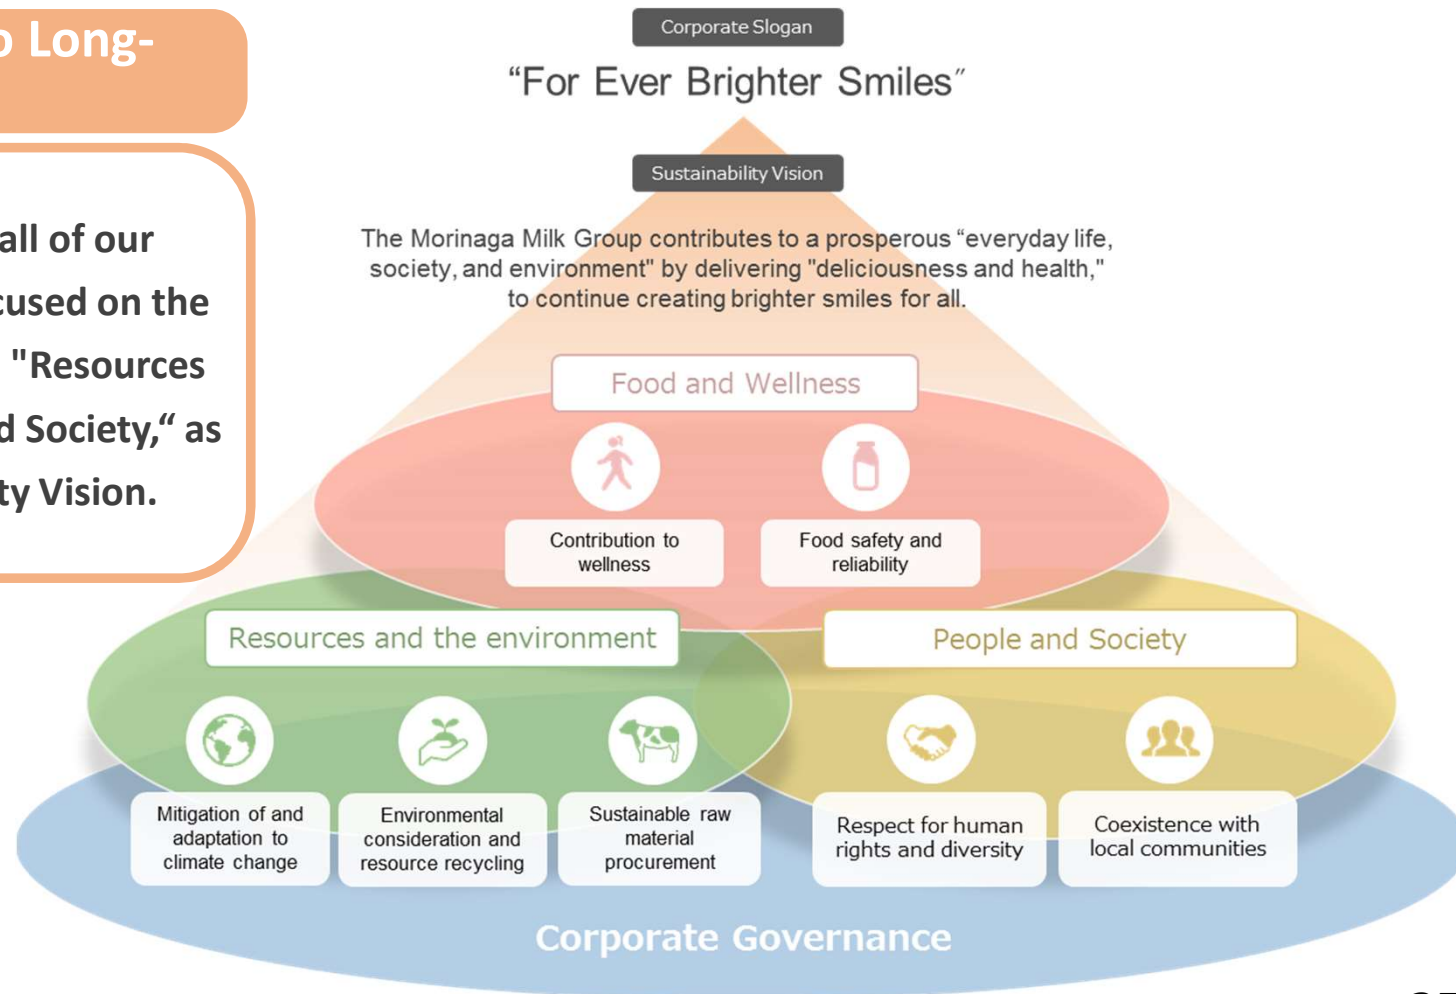 o Long-
all of our
cused on the
"Resources
d Society,“ as
ty Vision.
Corporate Slogan
“For Ever Brighter Smiles”
Sustainability Vision
The Morinaga Milk Group contributes to a prosperous “everyday life,
society, and environment" by delivering "deliciousness and health,"
to continue creating brighter smiles for all.
Food and Wellness
Contribution to
wellness
Food safety and
reliability
Resources and the environment
Mitigation of and
adaptation to
climate change
Environmental
consideration and
resource recycling
Sustainable raw
material
procurement
People and Society
Respect for human
rights and diversity
Coexistence with
local communities
Corporate Governance